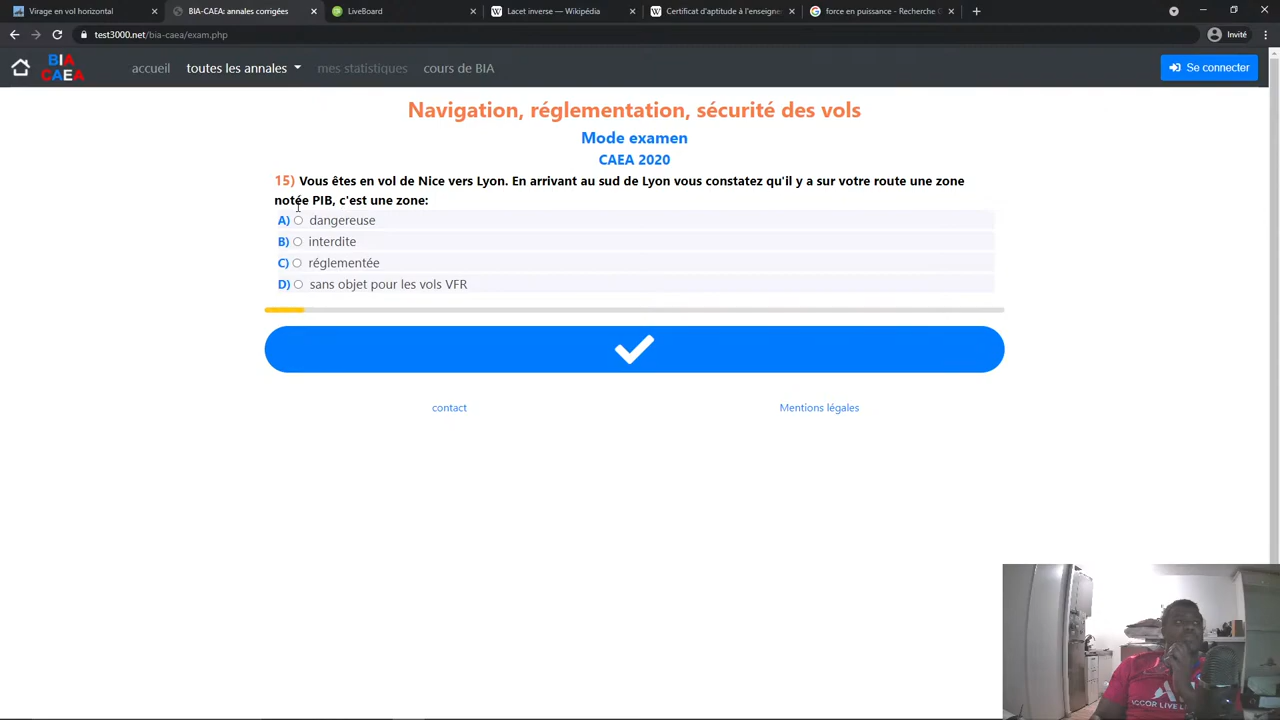 Virage en vol horizontal
BIA-CAEA: annales corrigées
LiveBoard
Lacet inverse — Wikipédia
Certificat d'aptitude à l'enseigne
force en puissance - Recherche G
test3000.net/bia-caea/exam.php
Invité
BIA
CAEA
accueil
toutes les annales
mes statistiques
cours de BIA
Se connecter
Navigation, réglementation, sécurité des vols
Mode examen
CAEA 2020
15) Vous êtes en vol de Nice vers Lyon. En arrivant au sud de Lyon vous constatez qu'il y a sur votre route une zone
notée PIB, c'est une zone:
A) dangereuse
B) interdite
C) réglementée
D) sans objet pour les vols VFR
contact
Mentions légales